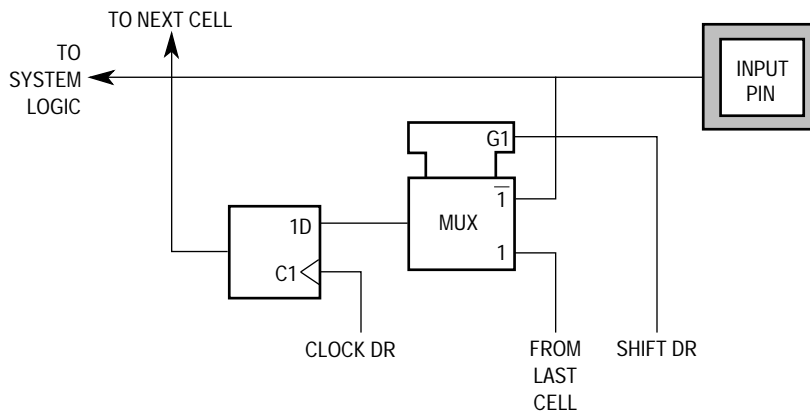 TO NEXT CELL
TO
SYSTEM
LOGIC
INPUT
PIN
G1
1̅
MUX
1
1D
C1
CLOCK DR
FROM
LAST
CELL
SHIFT DR